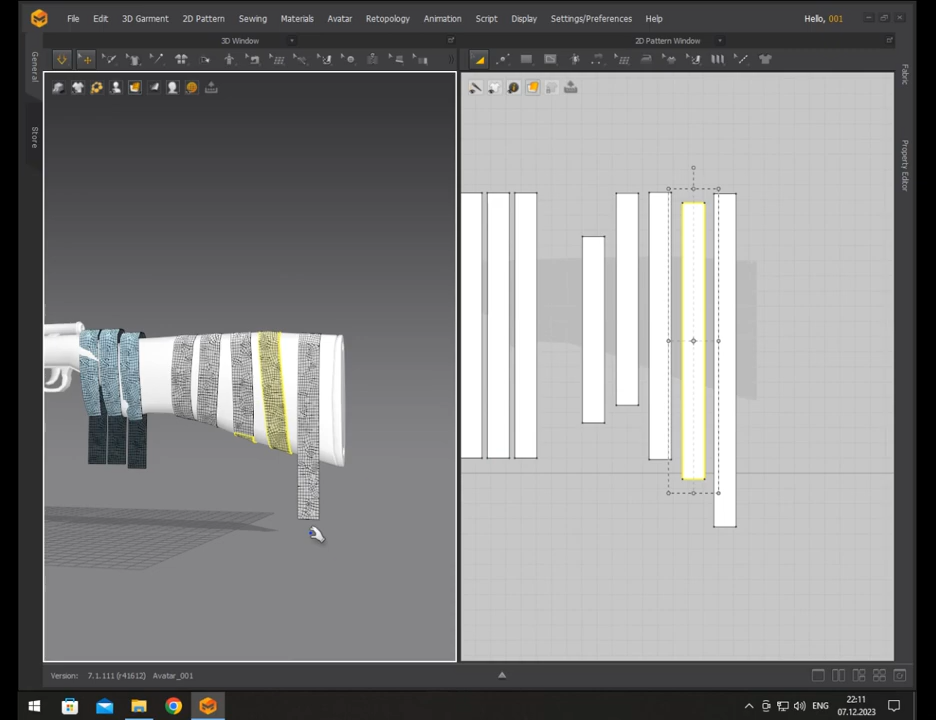 File Edit 3D Garment 2D Pattern Sewing Materials Avatar Retopology Animation Script Display Settings/Preferences Help Hello, 001
3D Window 2D Pattern Window
General
Store
Fabric
Property Editor
Version: 7.1.111 (r41612) Avatar_001
ENG
22:11
07.12.2023